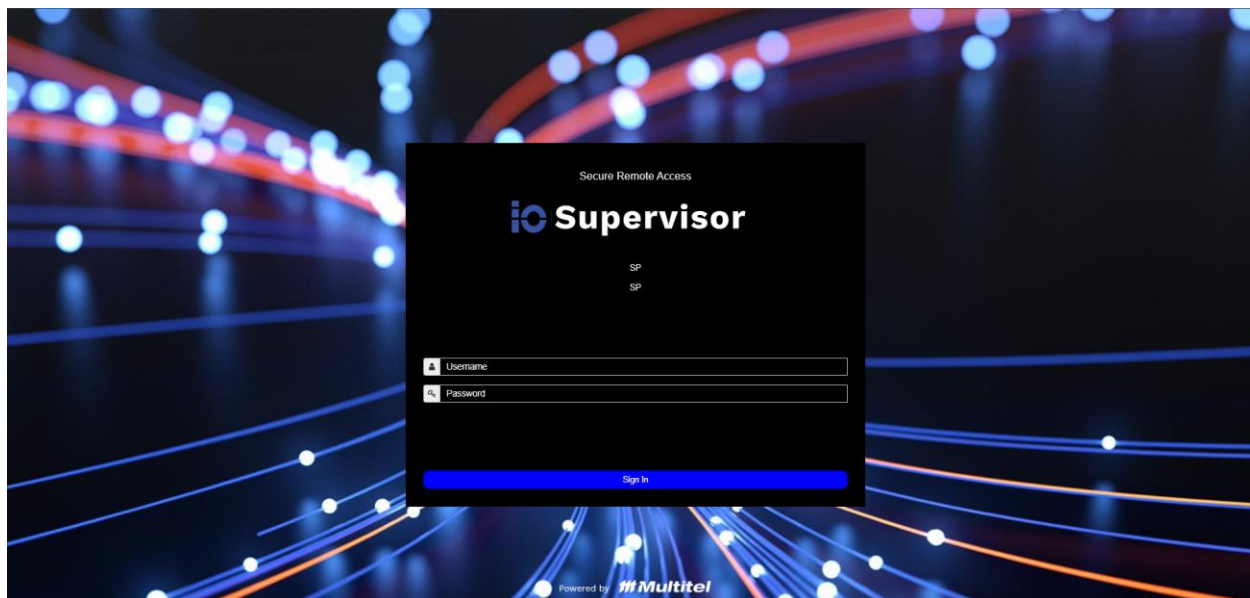 Secure Remote Access
io Supervisor
SP
SP
Username
Password
Sign In
Powered by Multitel